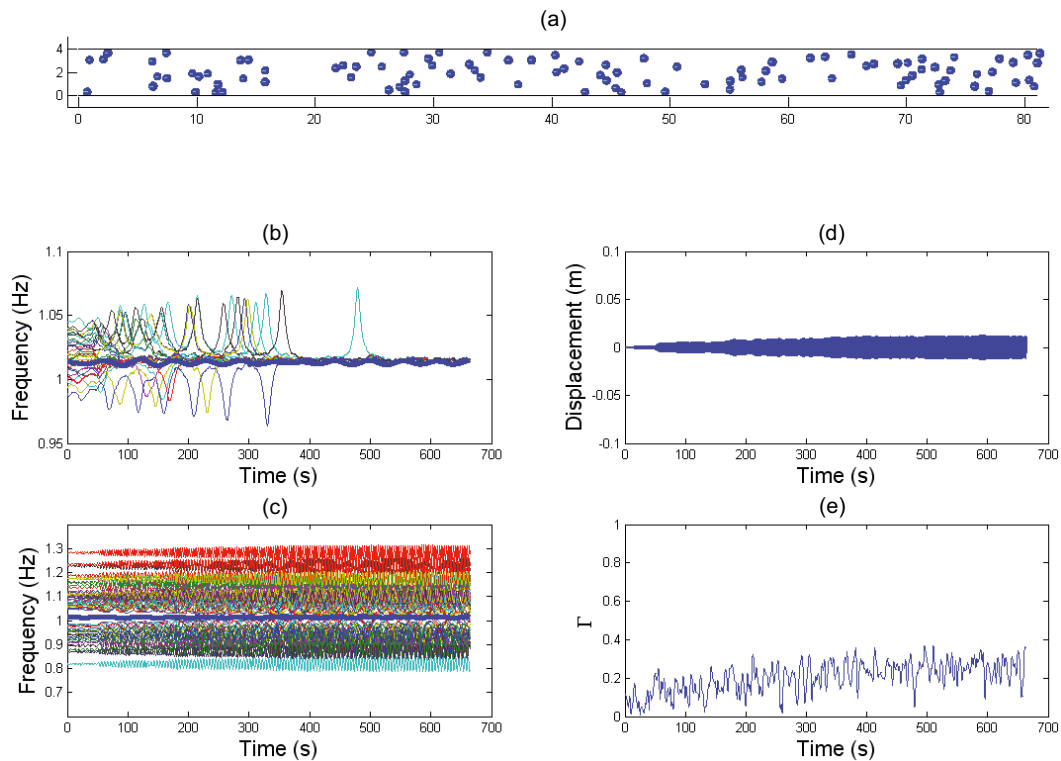 (a)
4
2
0
0 10 20 30 40 50 60 70 80
(b)
1.1
1.05
1.0
0.95
Frequency (Hz)
0 100 200 300 400 500 600 700
Time (s)
(d)
0.1
0.05
0
-0.05
-0.1
Displacement (m)
0 100 200 300 400 500 600 700
Time (s)
(c)
1.3
1.2
1.1
1
0.9
0.8
0.7
Frequency (Hz)
0 100 200 300 400 500 600 700
Time (s)
(e)
1
0.8
0.6
0.4
0.2
0
Γ
0 100 200 300 400 500 600 700
Time (s)